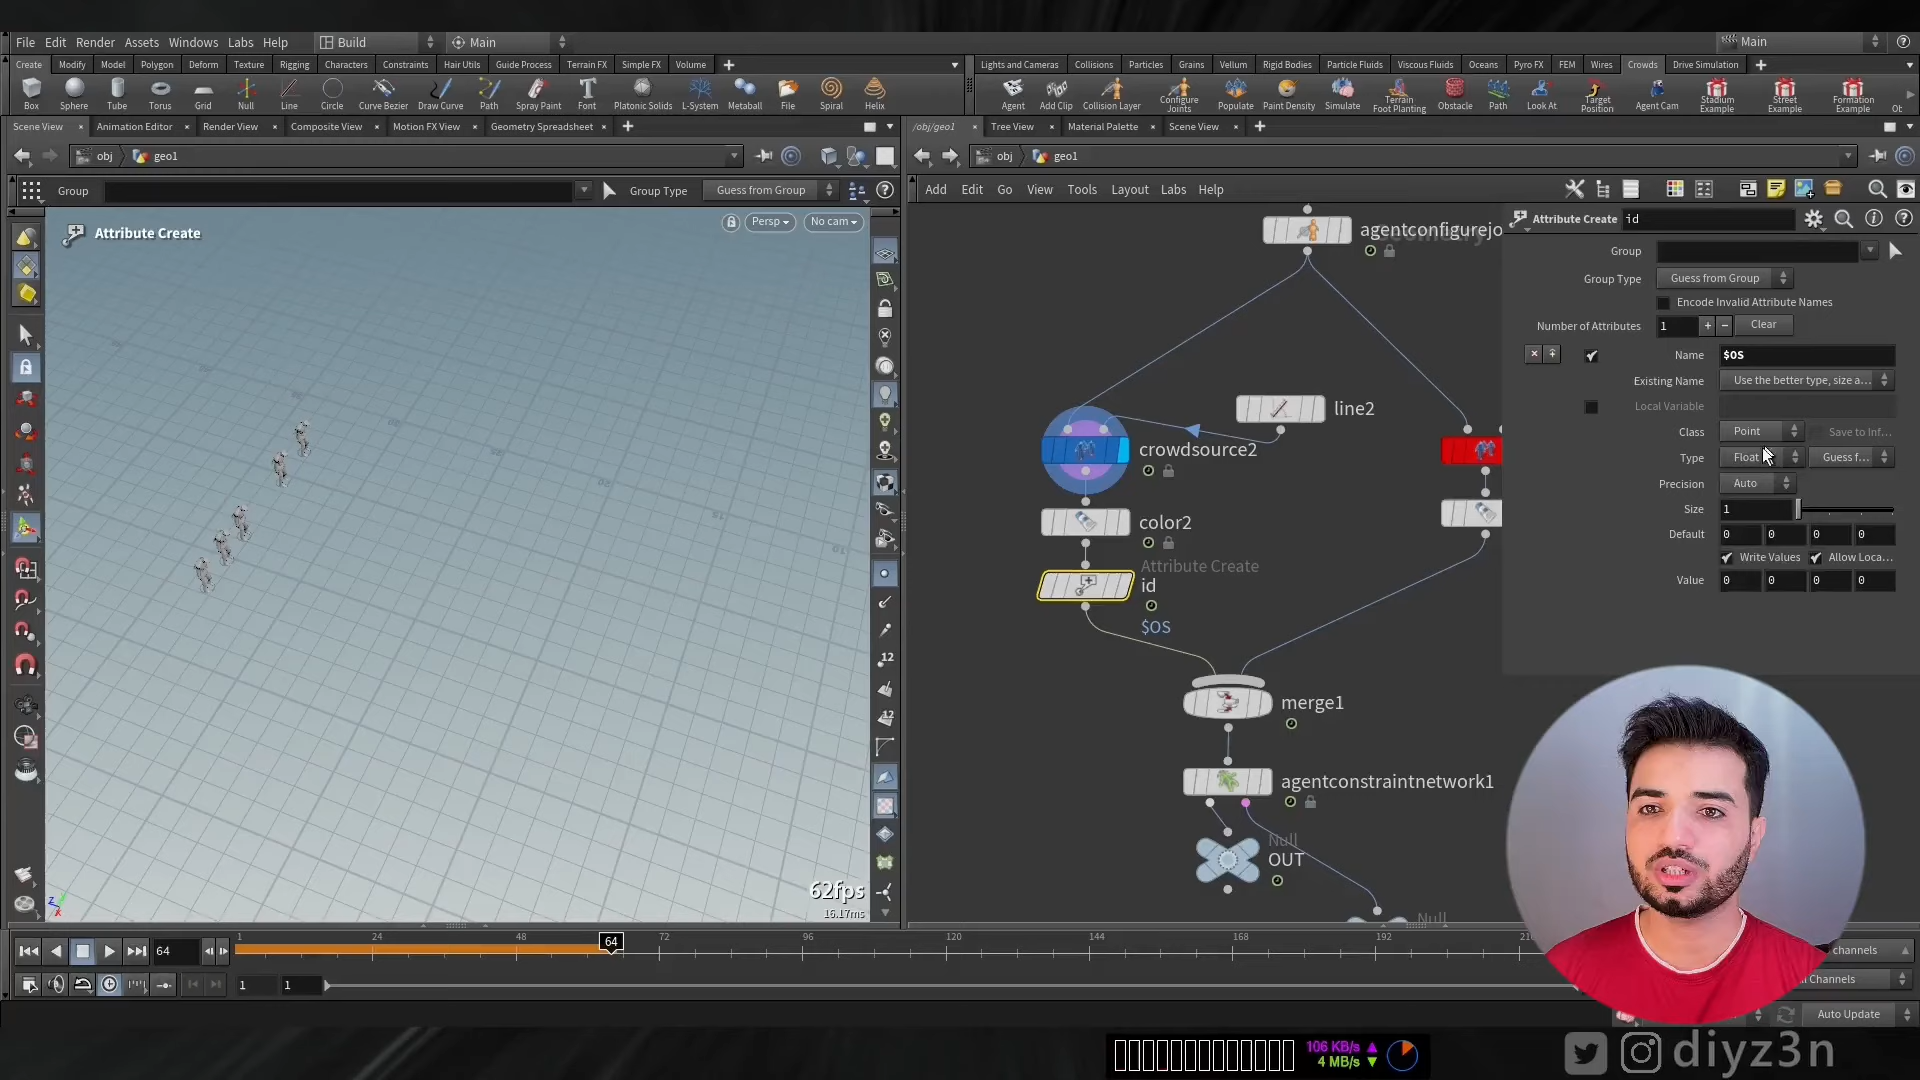 File Edit Render Assets Windows Labs Help Build Main Main
Create Modify Model Polygon Deform Texture Rigging Characters Constraints Hair Utils Guide Process Terrain FX Simple FX Volume
Box Sphere Tube Torus Grid Null Line Circle Curve Bezier Draw Curve Path Spray Paint Font Platonic Solids L-System Metaball File Spiral Helix
Lights and Cameras Collisions Particles Grains Vellum Rigid Bodies Particle Fluids Viscous Fluids Oceans Pyro FX FEM Wires Crowds Drive Simulation
Agent Add Clip Collision Layer Configure Joints Populate Paint Density Simulate Terrain Foot Planting Obstacle Path Look At Target Position Agent Cam Stadium Example Street Example Formation Example Ot
Scene View Animation Editor Render View Composite View Motion FX View Geometry Spreadsheet
/obj/geo1 Tree View Material Palette Scene View
obj geo1
obj geo1
Group Group Type Guess from Group
Add Edit Go View Tools Layout Labs Help
Attribute Create
Persp No cam
62fps
16.17ms
agentconfigurejo
line2
crowdsource2
color2
Attribute Create
id
$OS
merge1
agentconstraintnetwork1
Null
OUT
Null
Attribute Create id
Group
Group Type Guess from Group
Encode Invalid Attribute Names
Number of Attributes 1 + − Clear
Name $OS
Existing Name Use the better type, size a...
Local Variable
Class Point Save to Inf...
Type Float Guess f...
Precision Auto
Size 1
Default 0 0 0 0
Write Values Allow Loca...
Value 0 0 0 0
64 1 24 48 64 72 96 120 144 168 192
channels
1 1
l Channels
Auto Update
106 KB/s
4 MB/s
diyz3n